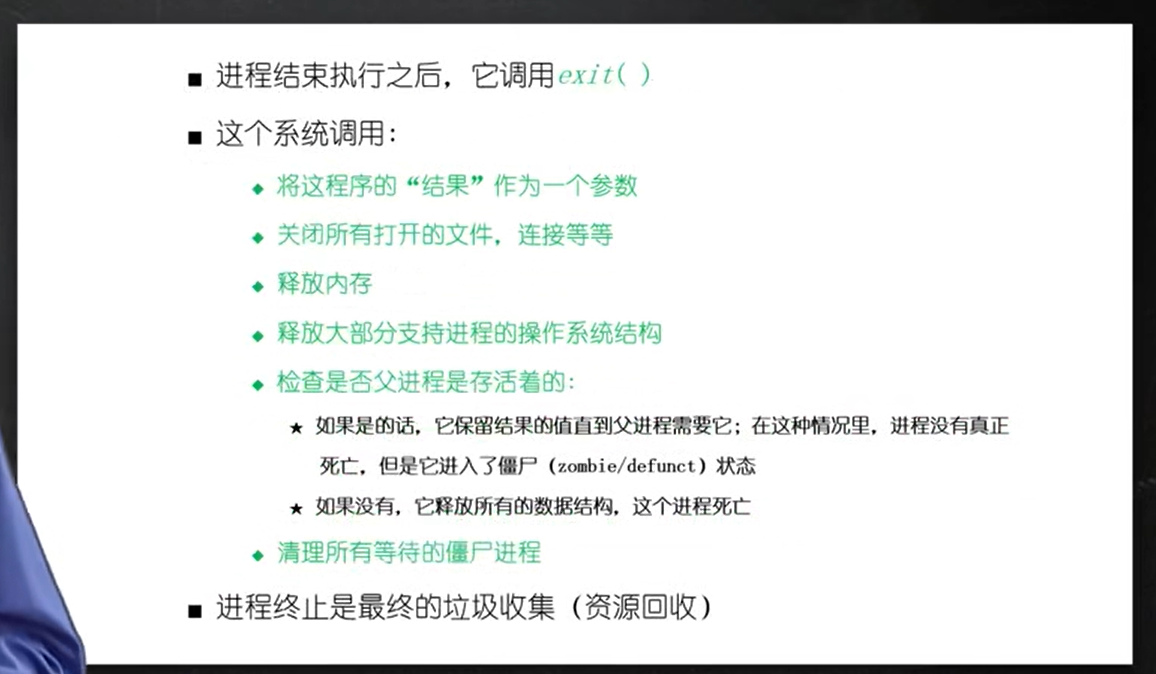 ■ 进程结束执行之后，它调用exit( )
■ 这个系统调用：
◆ 将这程序的“结果”作为一个参数
◆ 关闭所有打开的文件，连接等等
◆ 释放内存
◆ 释放大部分支持进程的操作系统结构
◆ 检查是否父进程是存活着的：
★ 如果是的话，它保留结果的值直到父进程需要它；在这种情况里，进程没有真正
死亡，但是它进入了僵尸（zombie/defunct）状态
★ 如果没有，它释放所有的数据结构，这个进程死亡
◆ 清理所有等待的僵尸进程
■ 进程终止是最终的垃圾收集（资源回收）